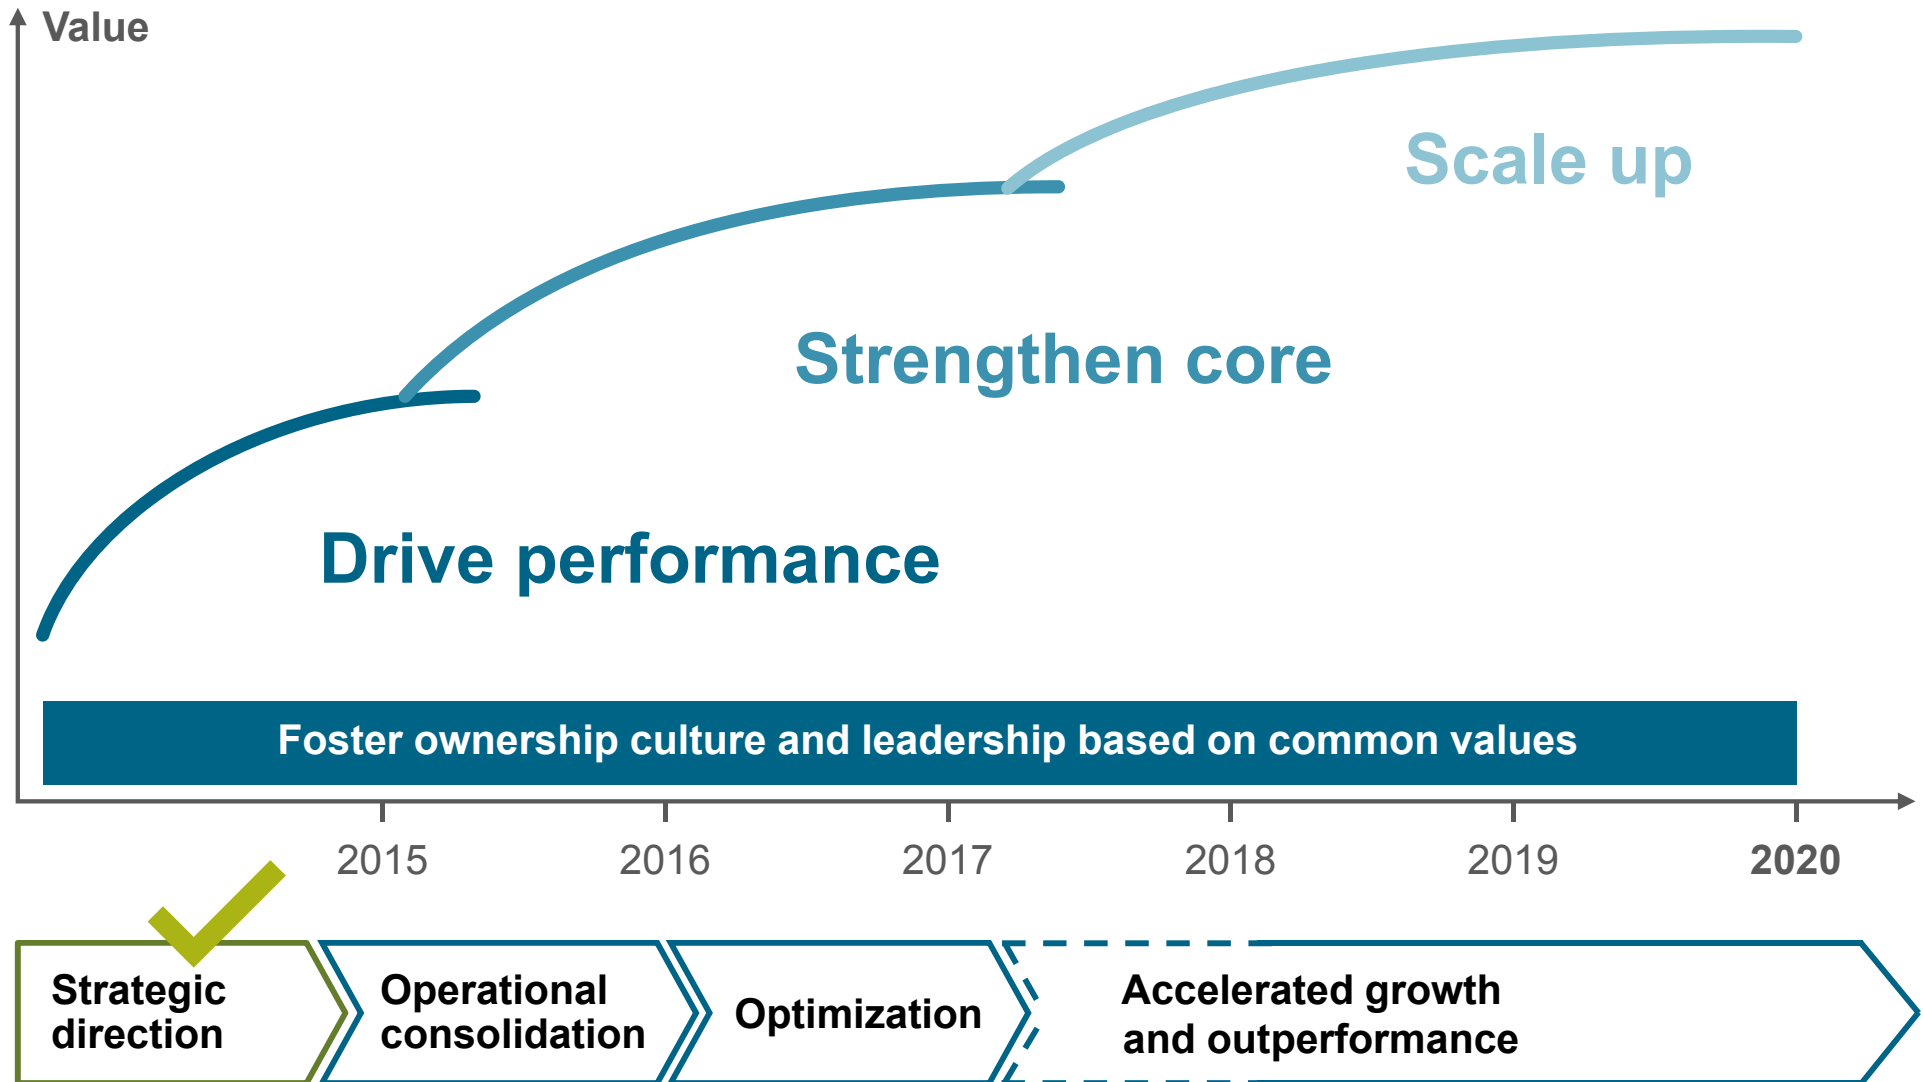 Value
Scale up
Strengthen core
Drive performance
Foster ownership culture and leadership based on common values
2015
2016
2017
2018
2019
2020
Strategic
direction
Operational
consolidation
Optimization
Accelerated growth
and outperformance